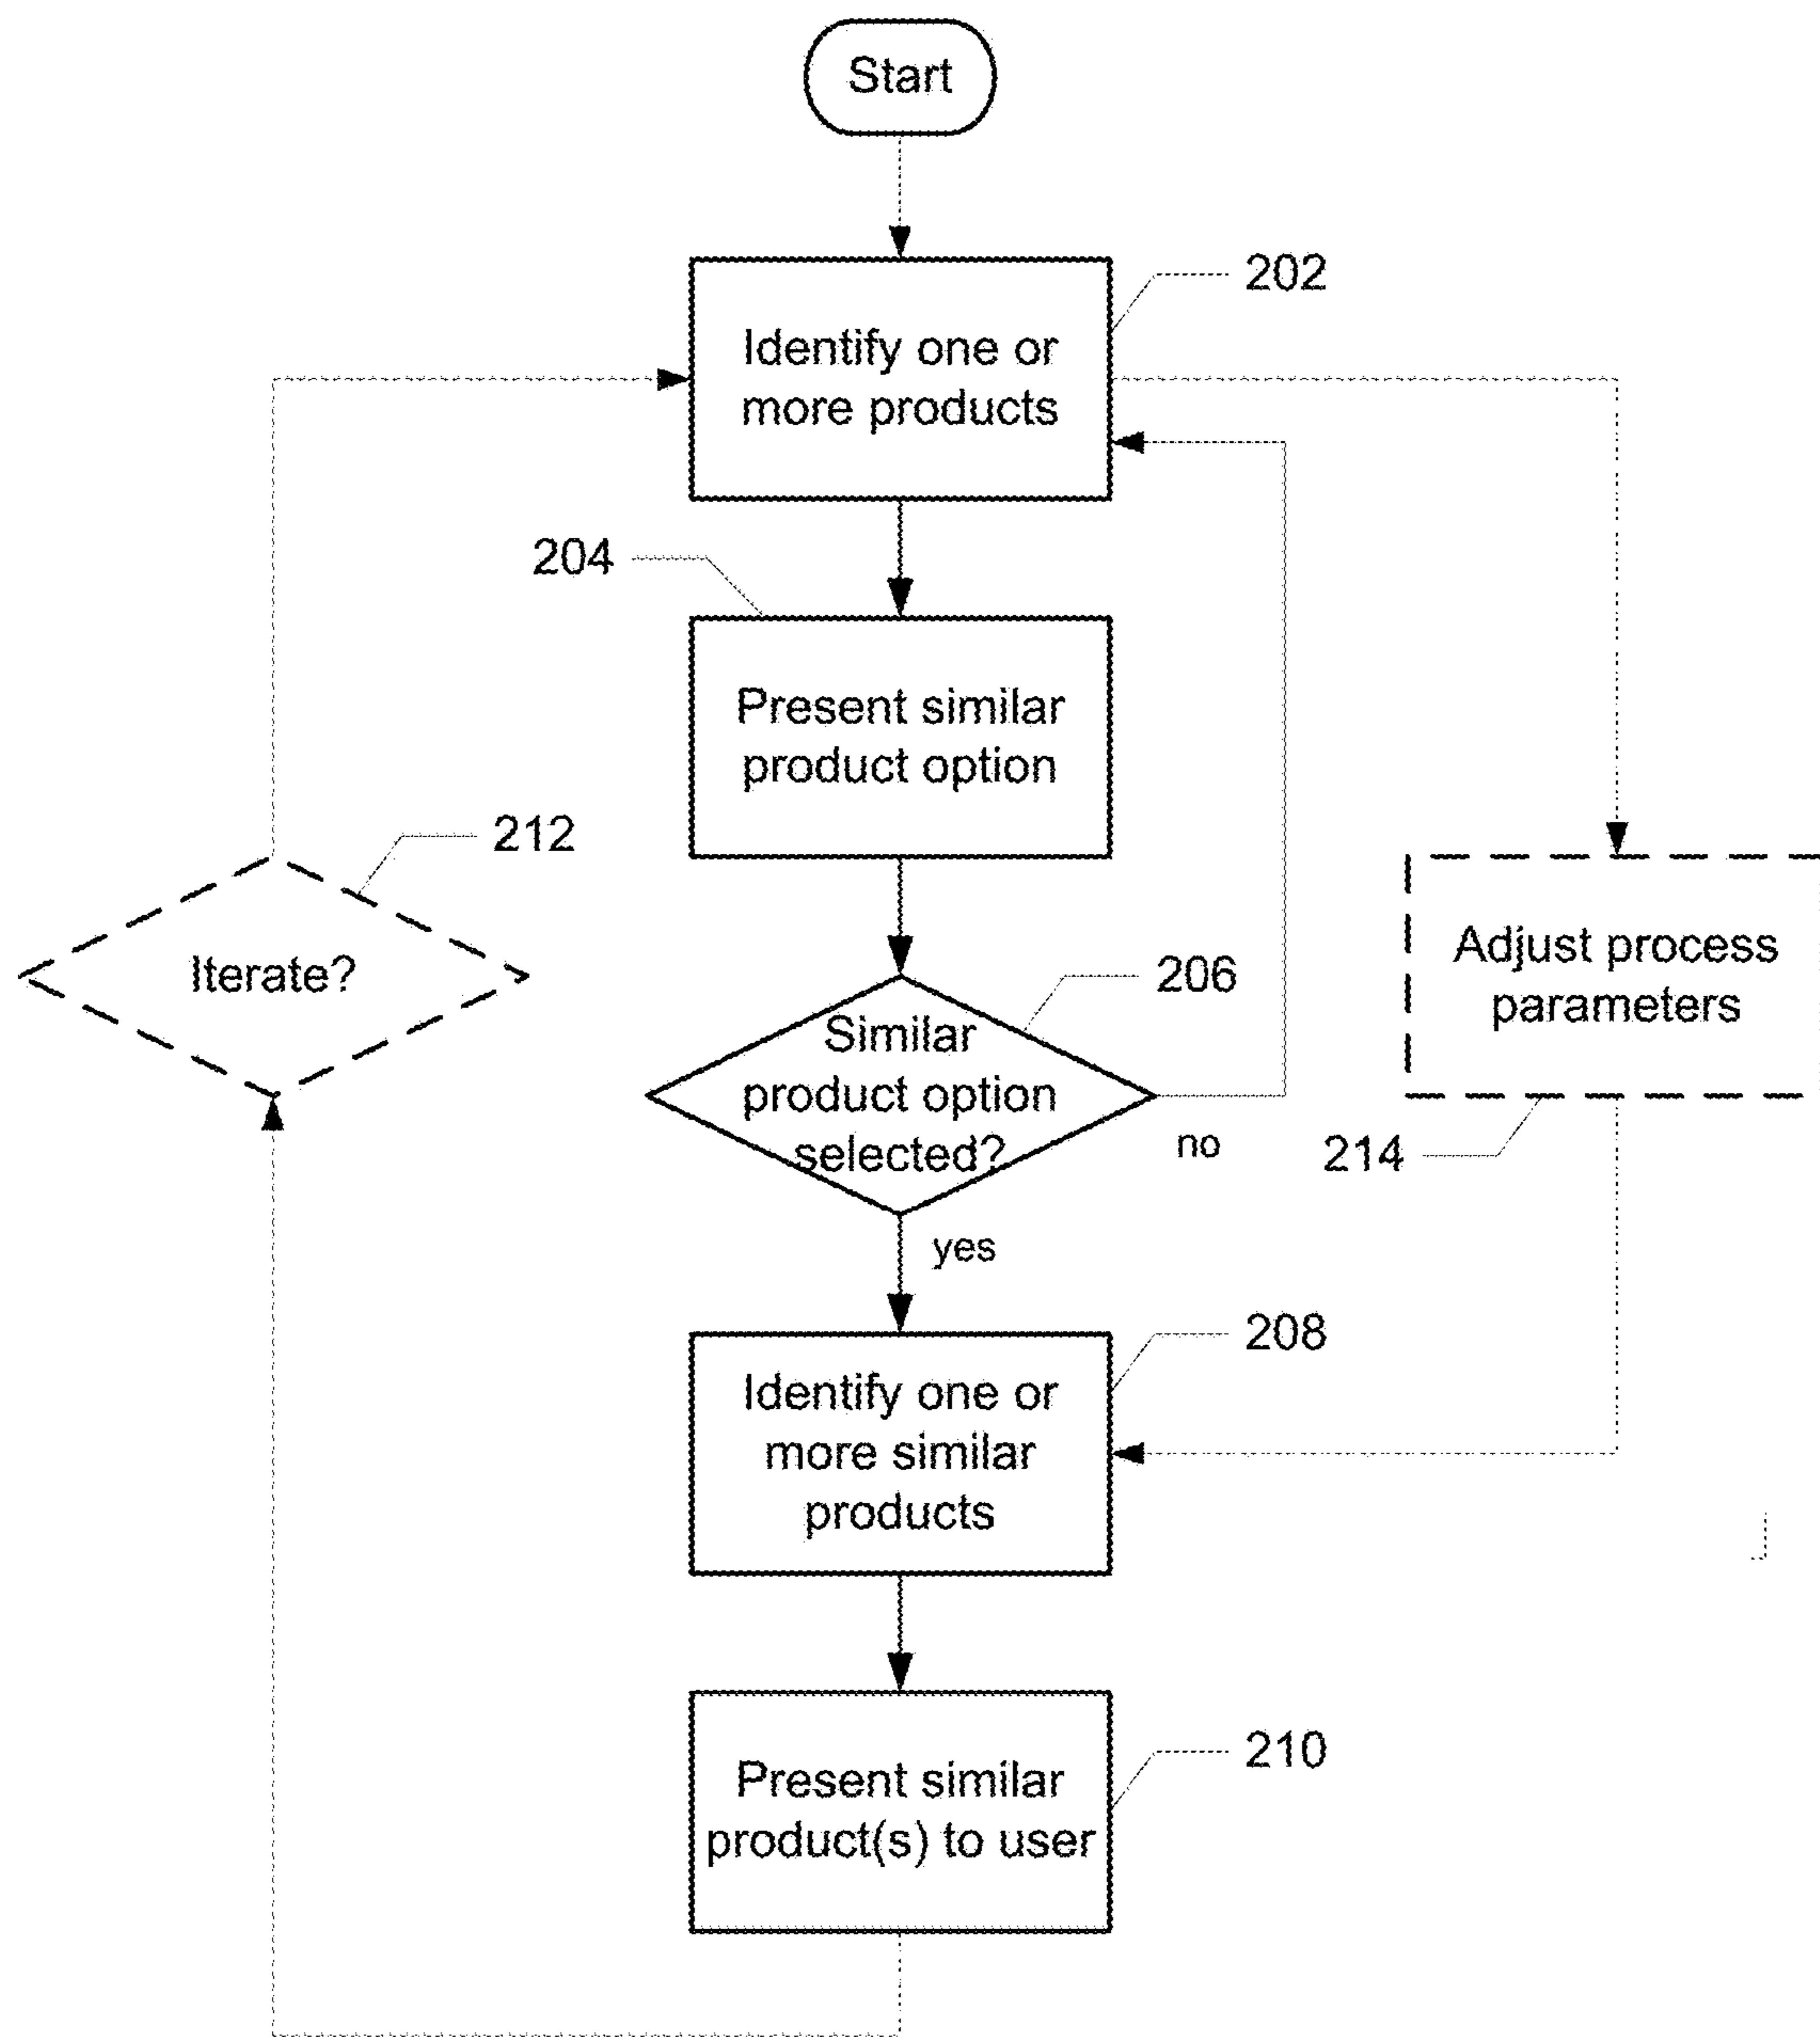 Start
202
Identify one or
more products
204
Present similar
product option
212
Iterate?
206
Similar
product option
selected?
no
Adjust process
parameters
214
yes
208
Identify one or
more similar
products
210
Present similar
product(s) to user